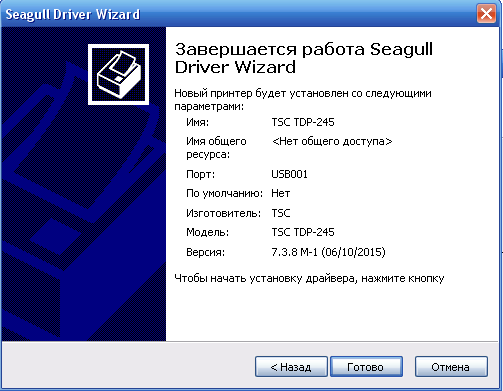 Seagull Driver Wizard
Завершается работа Seagull
Driver Wizard
Новый принтер будет установлен со следующими
параметрами:
Имя: TSC TDP-245
Имя общего <Нет общего доступа>
ресурса:
Порт: USB001
По умолчанию: Нет
Изготовитель: TSC
Модель: TSC TDP-245
Версия: 7.3.8 M-1 (06/10/2015)
Чтобы начать установку драйвера, нажмите кнопку
< Назад Готово Отмена